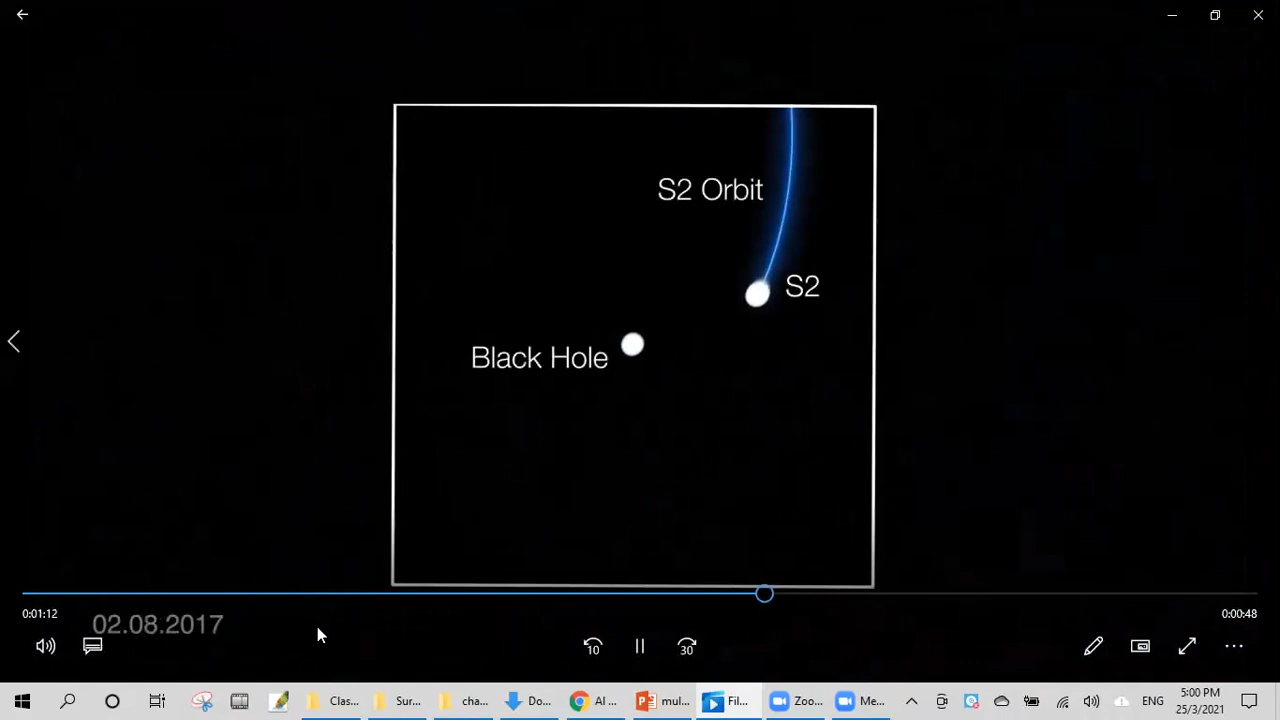 S2 Orbit
S2
Black Hole
0:01:12
0:00:48
02.08.2017
10
30
Clas...
Sur...
cha...
Do...
AI ...
mul...
Fil...
Zoo...
Me...
ENG
5:00 PM
25/3/2021